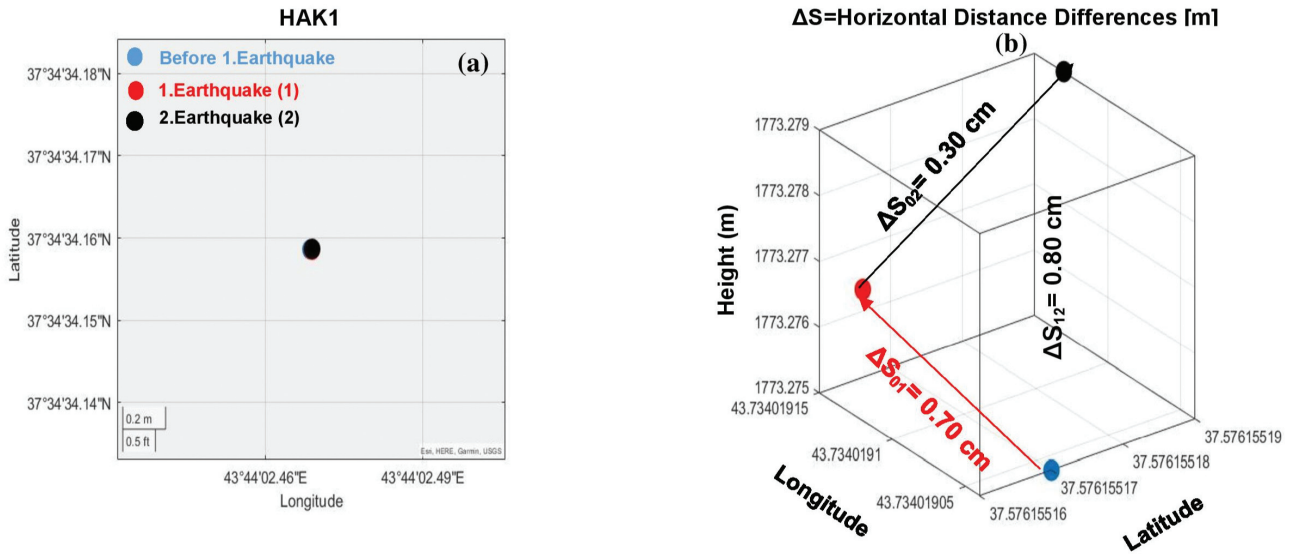 HAK1
(a)
Before 1.Earthquake
1.Earthquake (1)
2.Earthquake (2)
37°34'34.18"N
37°34'34.17"N
37°34'34.16"N
37°34'34.15"N
37°34'34.14"N
Latitude
0.2 m
0.5 ft
Esri, HERE, Garmin, USGS
43°44'02.46"E
43°44'02.49"E
Longitude
ΔS=Horizontal Distance Differences [m]
(b)
1773.279
1773.278
1773.277
1773.276
1773.275
Height (m)
ΔS02= 0.30 cm
ΔS12= 0.80 cm
ΔS01= 0.70 cm
43.73401915
43.7340191
43.73401905
Longitude
37.57615519
37.57615518
37.57615517
37.57615516
Latitude